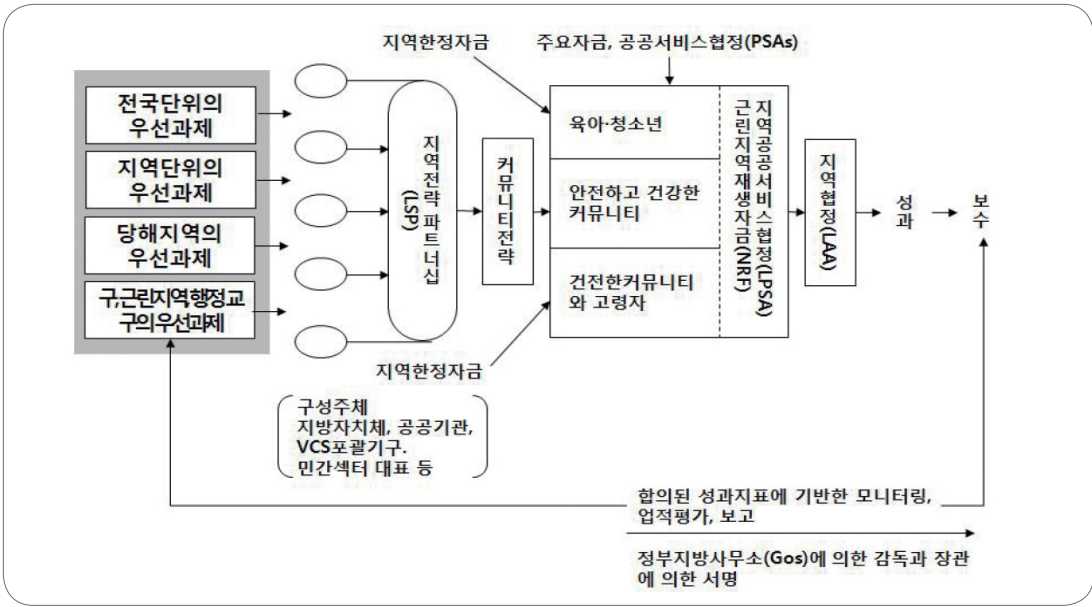 지역한정자금
주요자금, 공공서비스협정(PSAs)
전국단위의
우선과제
지역단위의
우선과제
당해지역의
우선과제
구,근린지역,행정교
구의 우선과제
지역전략 파트너십
(LSP)
커뮤니티전략
육아·청소년
안전하고 건강한
커뮤니티
건전한커뮤니티
와 고령자
지역공공서비스협정(LPSA)
근린지역재생자금(NRF)
지역협정(LAA)
성과
보수
지역한정자금
구성주체
지방자치체, 공공기관,
VCS포괄기구.
민간섹터 대표 등
합의된 성과지표에 기반한 모니터링,
업적평가, 보고
정부지방사무소(Gos)에 의한 감독과 장관
에 의한 서명